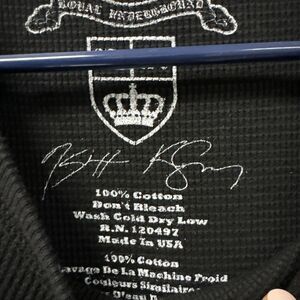 ROYAL UNDERGROUND
100% Cotton
Don't Bleach
Wash Cold Dry Low
R.N. 120497
Made In USA
100% Cotton
Lavage De La Machine Froid
Couleurs Similaires
D'eau